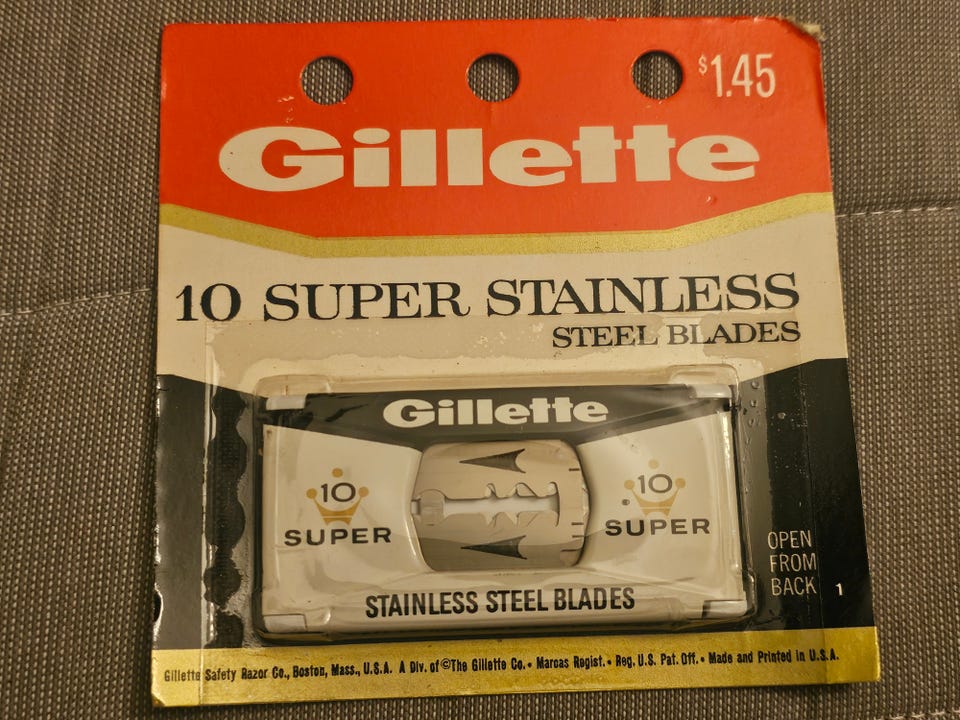 $1.45
Gillette
10 SUPER STAINLESS
STEEL BLADES
Gillette
10
SUPER
10
SUPER
STAINLESS STEEL BLADES
OPEN
FROM
BACK
1
Gillette Safety Razor Co., Boston, Mass., U.S.A. A Div. of ©The Gillette Co. • Marcas Regist. • Reg. U.S. Pat. Off. • Made and Printed in U.S.A.